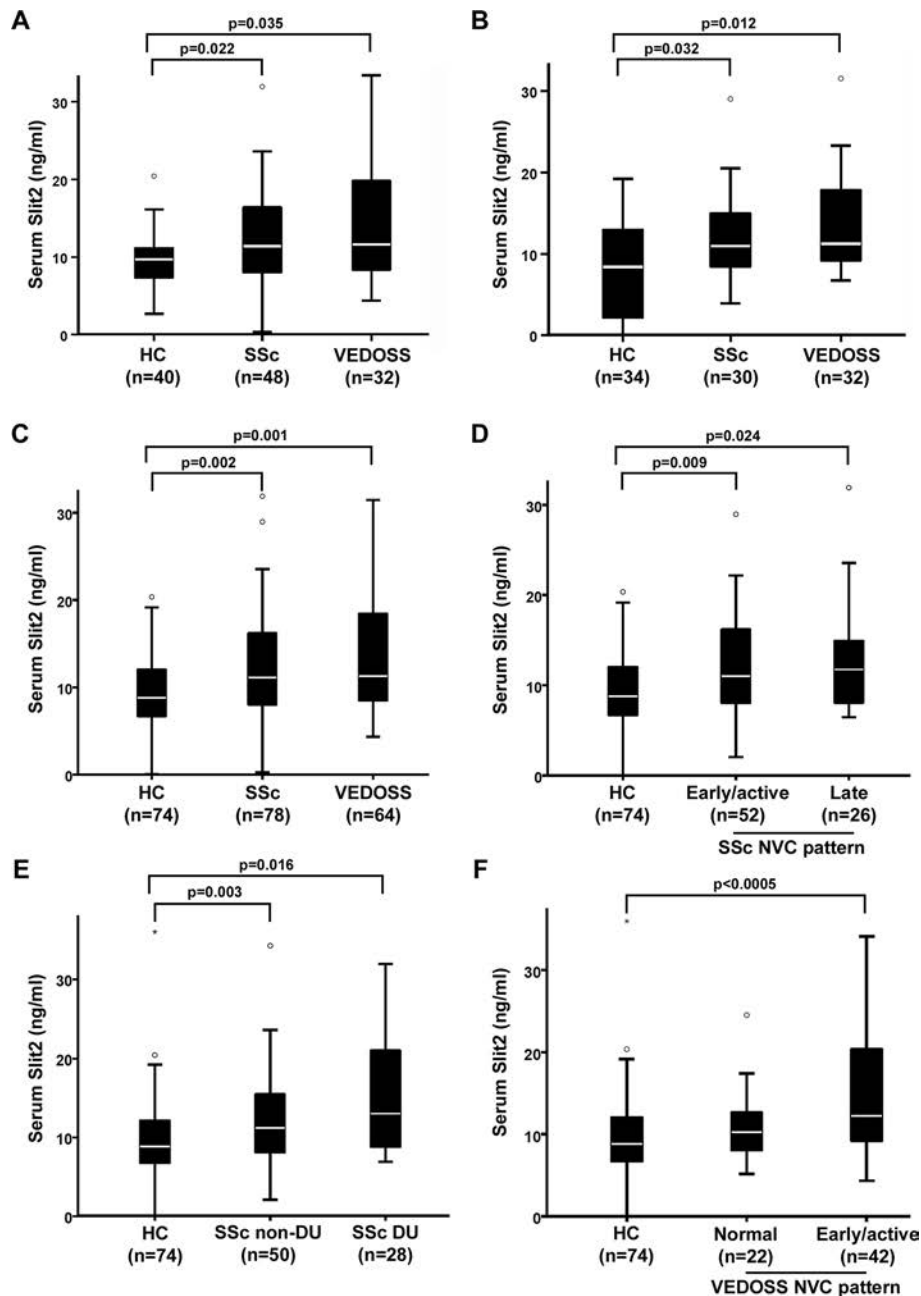 A
p=0.035
p=0.022
Serum Slit2 (ng/ml)
30
20
10
0
HC SSc VEDOSS
(n=40) (n=48) (n=32)
B
p=0.012
p=0.032
Serum Slit2 (ng/ml)
30
20
10
0
HC SSc VEDOSS
(n=34) (n=30) (n=32)
C
p=0.001
p=0.002
Serum Slit2 (ng/ml)
30
20
10
0
HC SSc VEDOSS
(n=74) (n=78) (n=64)
D
p=0.024
p=0.009
Serum Slit2 (ng/ml)
30
20
10
0
HC Early/active Late
(n=74) (n=52) (n=26)
SSc NVC pattern
E
p=0.016
p=0.003
Serum Slit2 (ng/ml)
30
20
10
0
HC SSc non-DU SSc DU
(n=74) (n=50) (n=28)
F
p<0.0005
Serum Slit2 (ng/ml)
30
20
10
0
HC Normal Early/active
(n=74) (n=22) (n=42)
VEDOSS NVC pattern